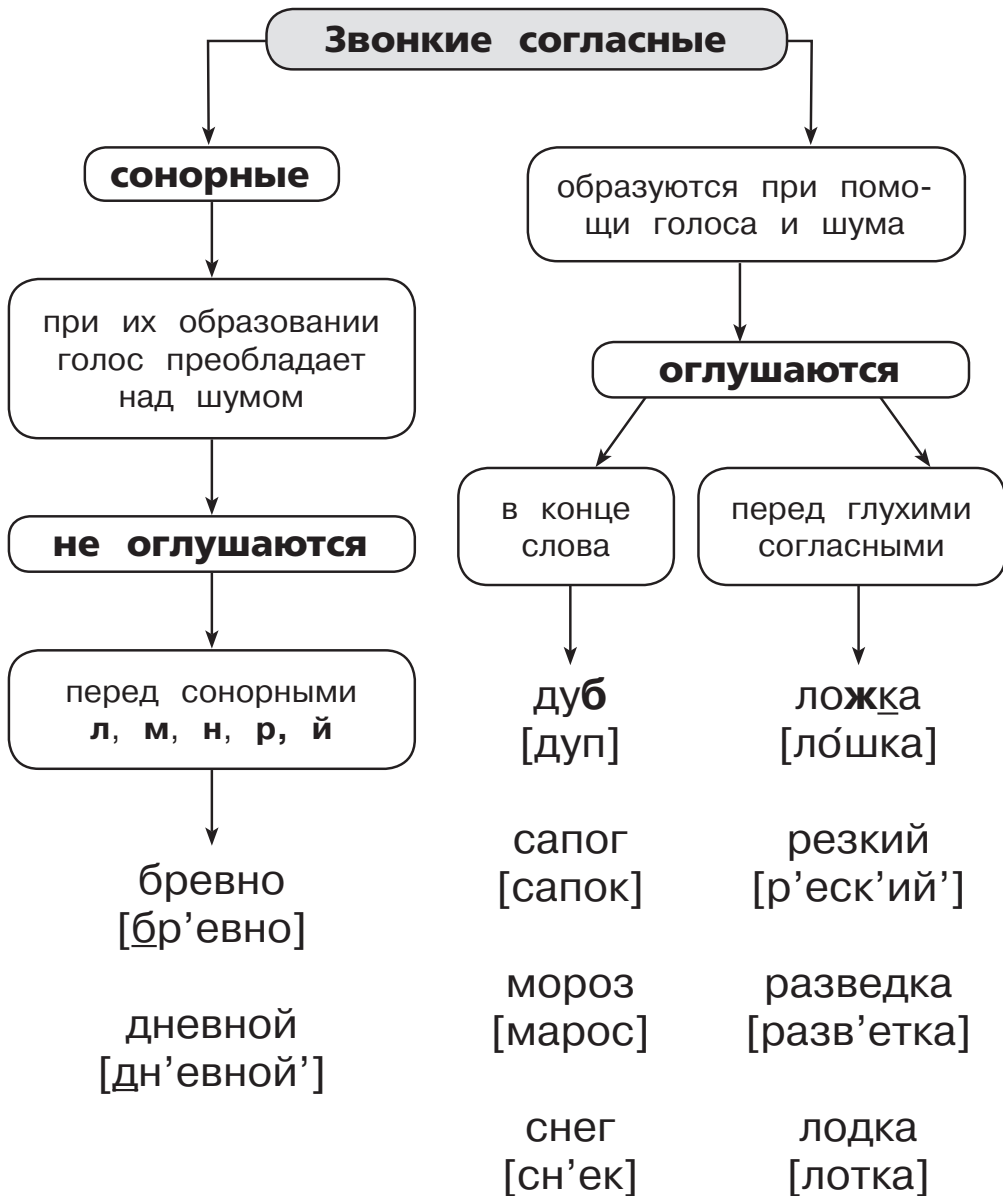 Звонкие согласные
сонорные
при их образовании
голос преобладает
над шумом
не оглушаются
перед сонорными
л, м, н, р, й
бревно
[бр’евно]
дневной
[дн’евной’]
образуются при помо-
щи голоса и шума
оглушаются
в конце
слова
дуб
[дуп]
сапог
[сапок]
мороз
[марос]
снег
[сн’ек]
перед глухими
согласными
ложка
[ло́шка]
резкий
[р’еск’ий’]
разведка
[разв’етка]
лодка
[лотка]